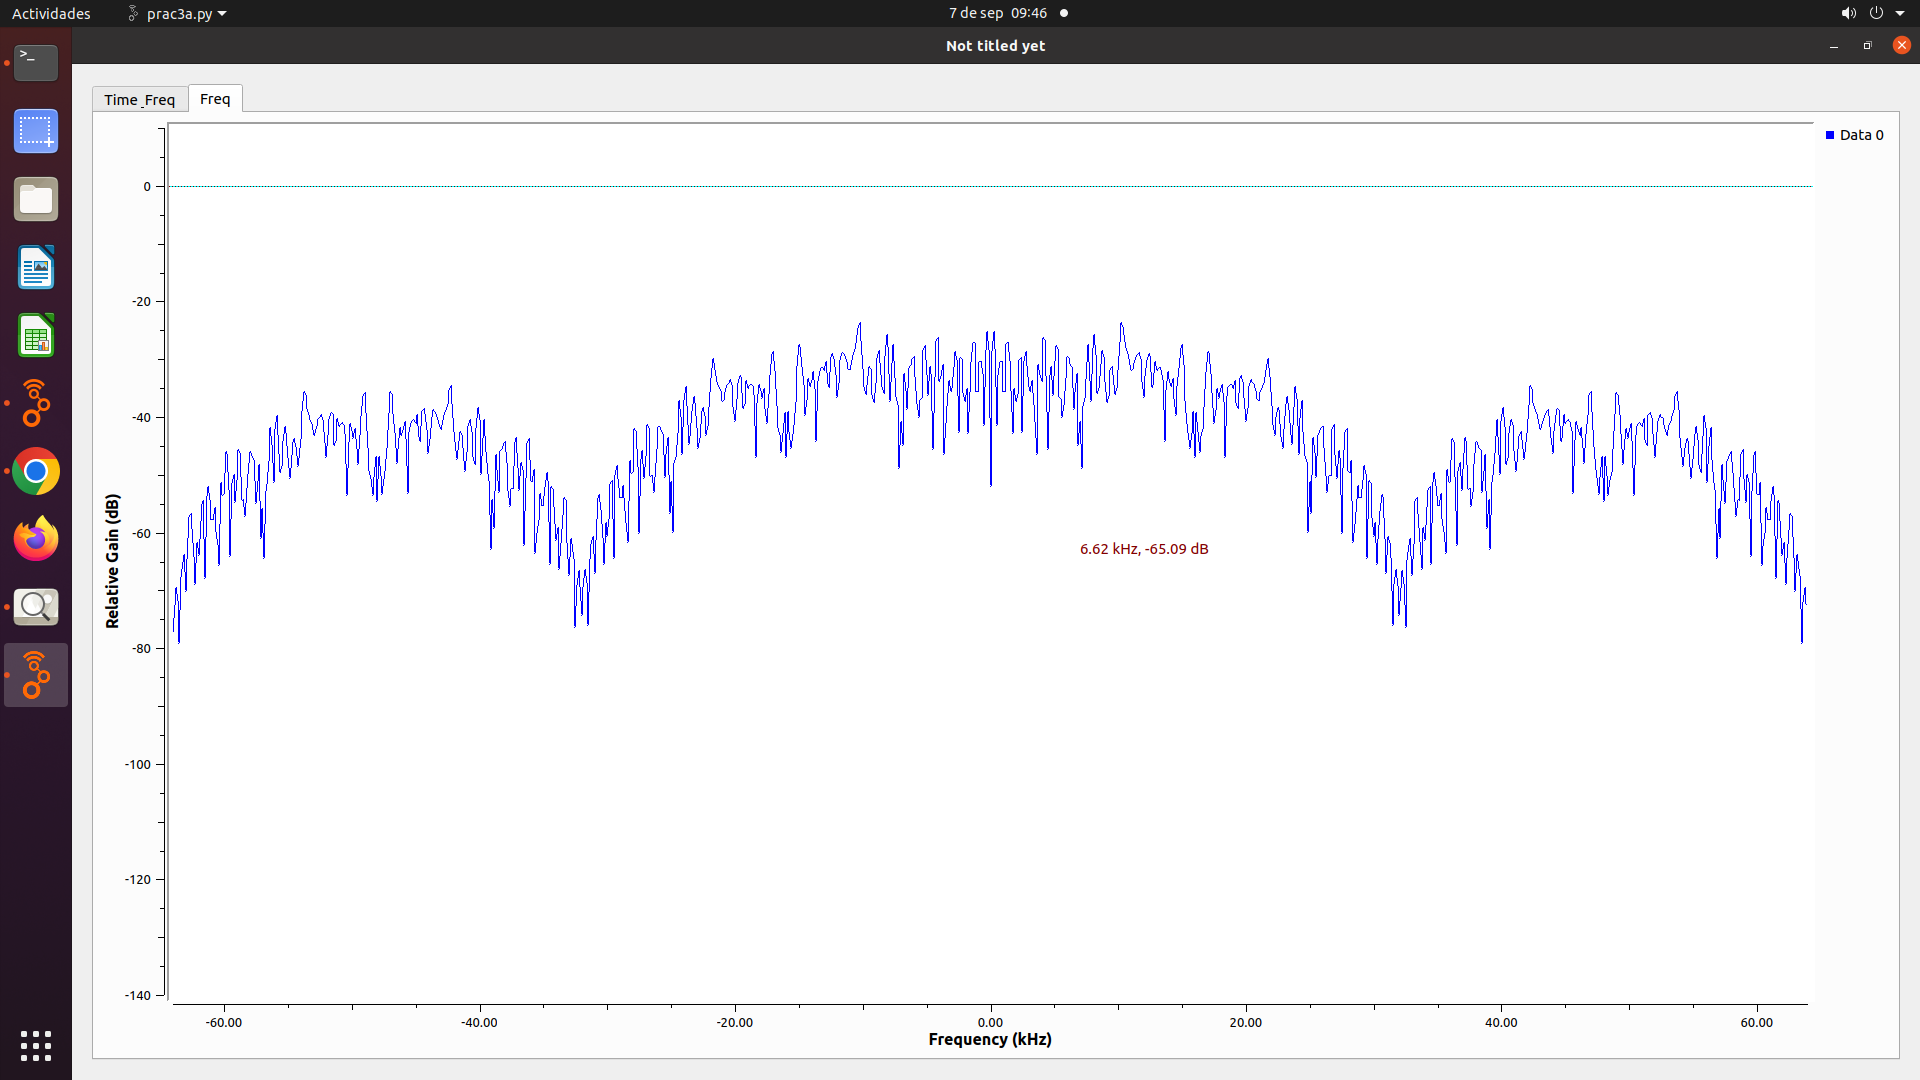 Actividades
prac3a.py
7 de sep 09:46
Not titled yet
>_
Time _Freq
Freq
Data 0
0
-20
-40
-60
-80
-100
-120
-140
Relative Gain (dB)
6.62 kHz, -65.09 dB
-60.00
-40.00
-20.00
0.00
20.00
40.00
60.00
Frequency (kHz)